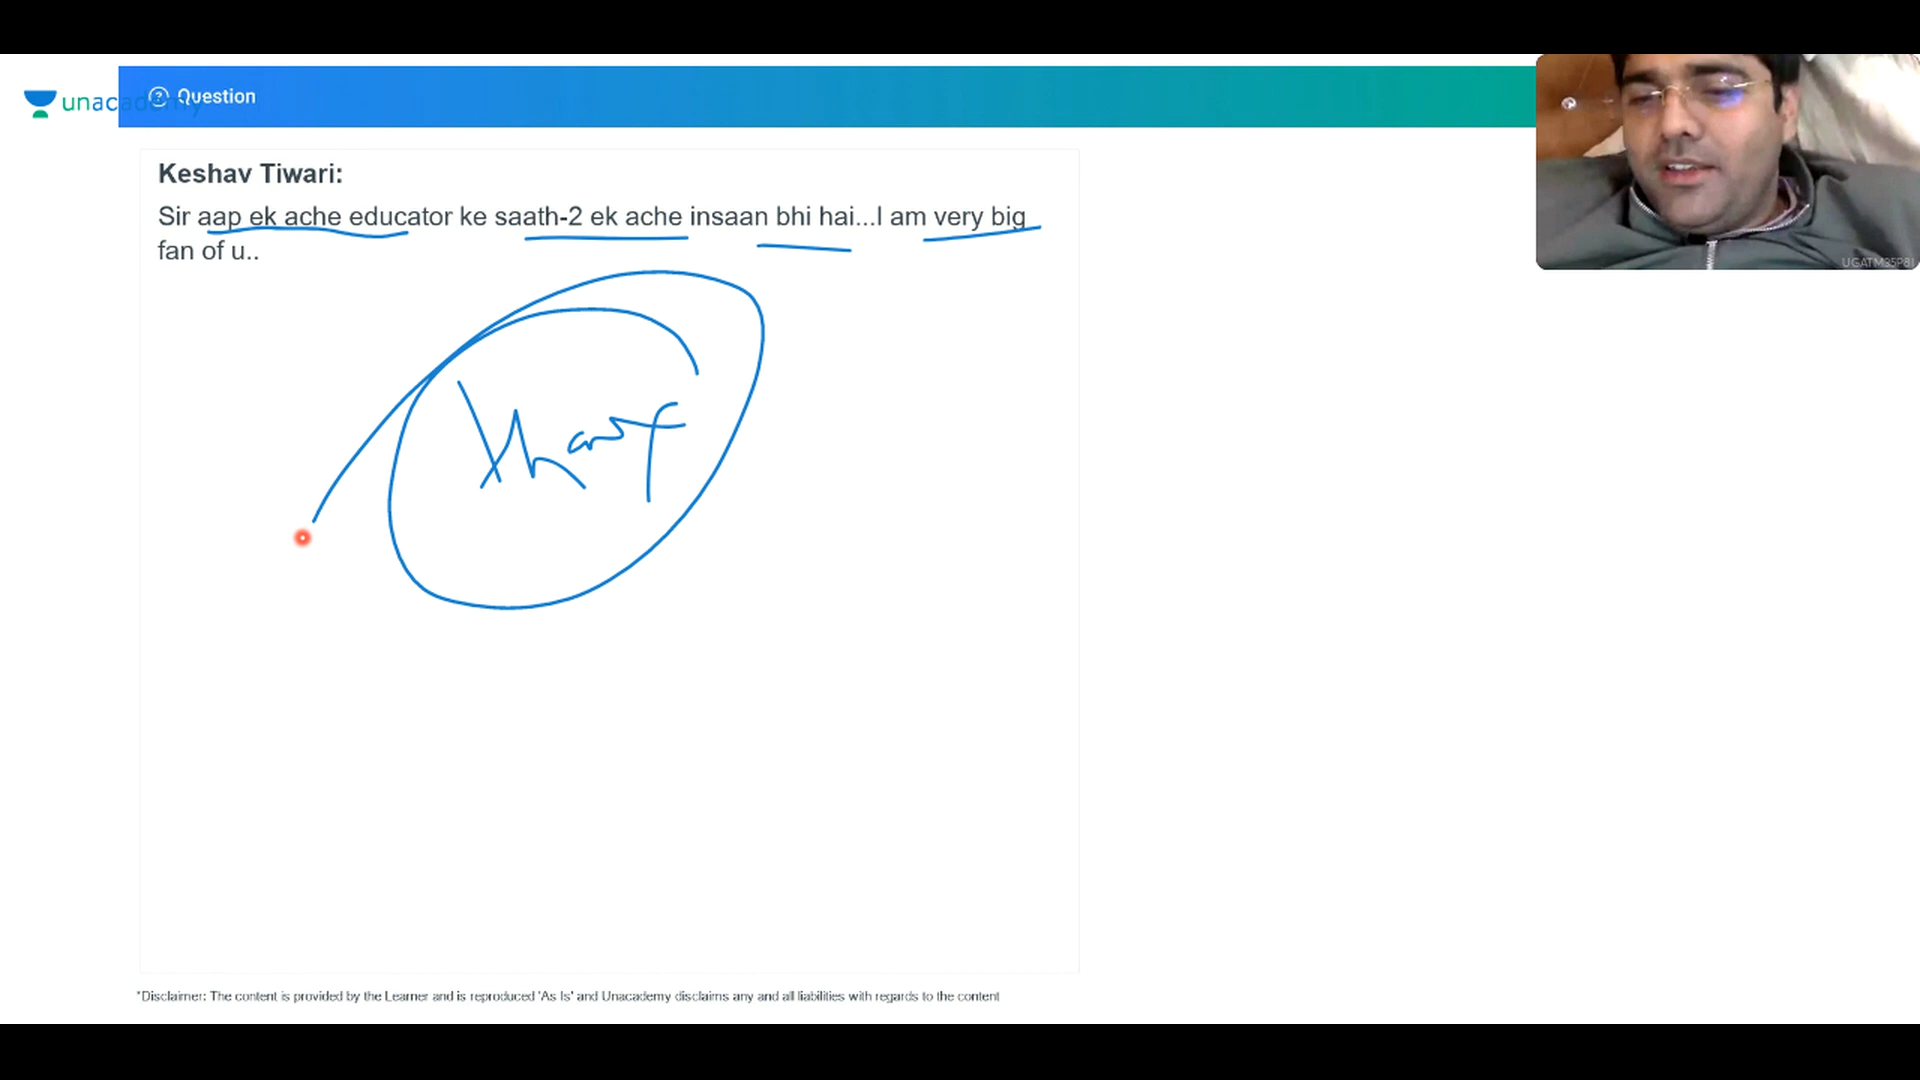 unacademy
Question
Keshav Tiwari:
Sir aap ek ache educator ke saath-2 ek ache insaan bhi hai...I am very big
fan of u..
UGATM35P8I
*Disclaimer: The content is provided by the Learner and is reproduced 'As Is' and Unacademy disclaims any and all liabilities with regards to the content